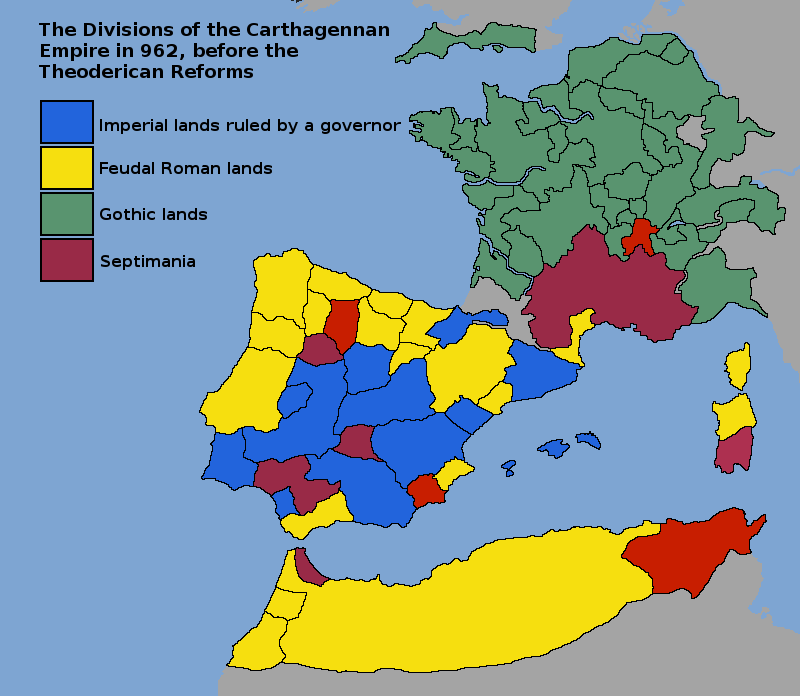 The Divisions of the Carthagennan
Empire in 962, before the
Theoderican Reforms
Imperial lands ruled by a governor
Feudal Roman lands
Gothic lands
Septimania